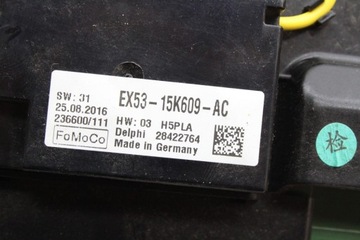 SW: 31
EX53-15K609-AC
25.08.2016
236600/111
HW: 03 H5PLA
FoMoCo
Delphi 28422764
Made in Germany
检